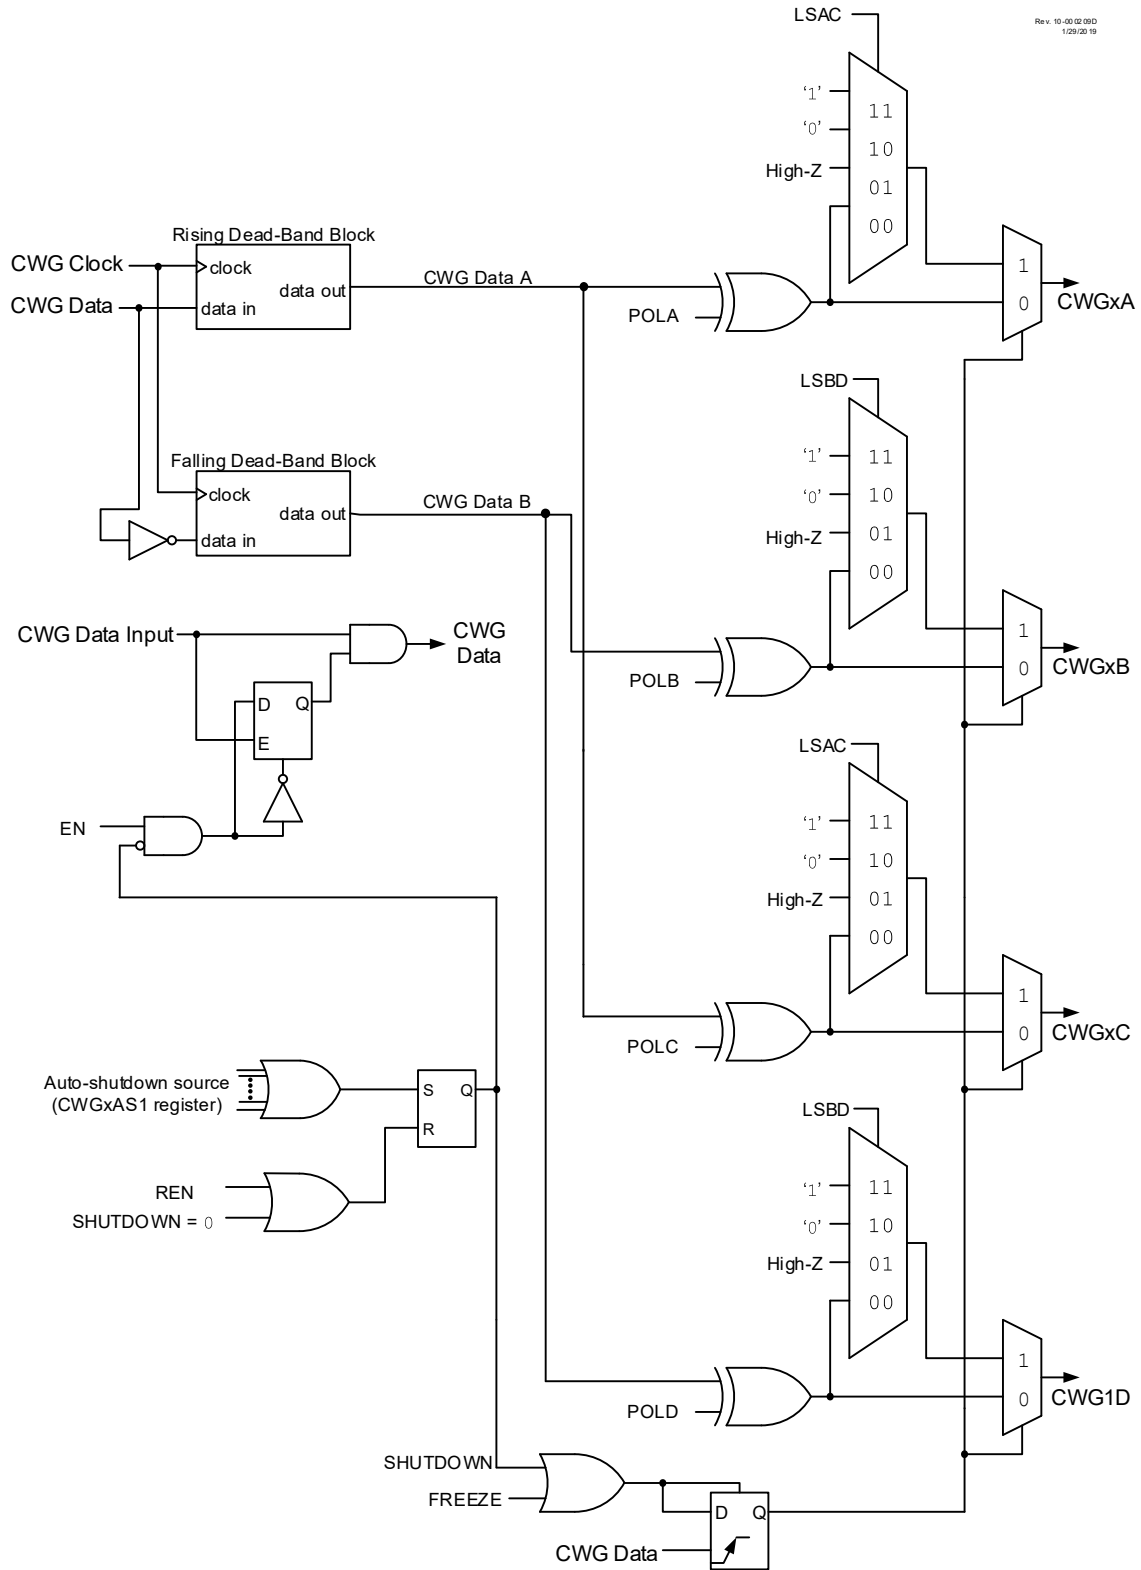 LSAC
Rev. 10-000209D
1/29/2019
‘1’
11
‘0’
10
High-Z
01
00
Rising Dead-Band Block
CWG Clock
clock
CWG Data A
1
data out
CWG Data
data in
POLA
0
CWGxA
LSBD
‘1’
11
Falling Dead-Band Block
‘0’
10
clock
CWG Data B
data out
High-Z
01
data in
00
CWG Data Input
CWG
Data
1
POLB
0
CWGxB
D
Q
E
LSAC
EN
‘1’
11
‘0’
10
High-Z
01
00
1
POLC
0
CWGxC
Auto-shutdown source
(CWGxAS1 register)
S
Q
R
LSBD
REN
‘1’
11
SHUTDOWN = 0
‘0’
10
High-Z
01
00
1
POLD
0
CWG1D
SHUTDOWN
FREEZE
D
Q
CWG Data